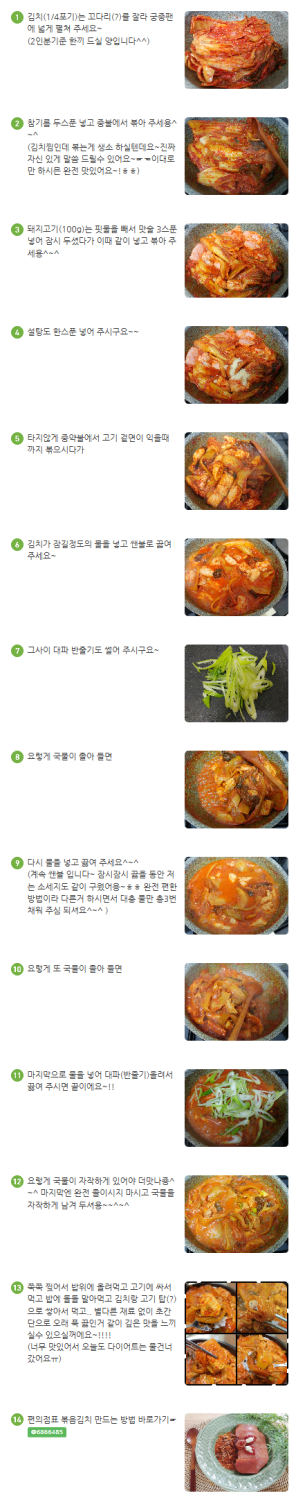 1 김치(1/4포기)는 꼬다리(?)를 잘라 궁중팬
에 넓게 펼쳐 주세요~
(2인분기준 한끼 드실 양입니다^^)
2 참기름 두스푼 넣고 중불에서 볶아 주세용^
~^
(김치찜인데 볶는게 생소 하실텐데요~진짜
자신 있게 말씀 드릴수 있어요~☞☜이대로
만 하시믄 완전 맛있어요~!ㅎㅎ)
3 돼지고기(100g)는 핏물을 빼서 맛술 3스푼
넣어 잠시 두셨다가 이때 같이 넣고 볶아 주
세용^~^
4 설탕도 한스푼 넣어 주시구요~~
5 타지않게 중약불에서 고기 겉면이 익을때
까지 볶으시다가
6 김치가 잠길정도의 물을 넣고 쌘불로 끓여
주세요~
7 그사이 대파 반줄기도 썰어 주시구요~
8 요렇게 국물이 졸아 들면
9 다시 물을 넣고 끓여 주세요^~^
(계속 쌘불 입니다~ 잠시잠시 끓을 동안 저
는 소세지도 같이 구웠어용~ㅎㅎ 완전 편한
방법이라 다른거 하시면서 대충 물만 총3번
채워 주심 되셔요^~^ )
10 요렇게 또 국물이 졸아 들면
11 마지막으로 물을 넣어 대파(반줄기)올려서
끓여 주시면 끝이에요~!!
12 요렇게 국물이 자작하게 있어야 더맛나용^
~^ 마지막엔 완전 졸이시지 마시고 국물을
자작하게 남겨 두셔용~~^~^
13 쭉쭉 찢어서 밥위에 올려먹고 고기에 싸서
먹고 밥에 돌돌 말아먹고 김치랑 고기 탑(?)
으로 쌓아서 먹고.. 별다른 재료 없이 초간
단으로 오래 푹 끓인거 같이 깊은 맛을 느끼
실수 있으실꺼에요~!!!!
(너무 맛있어서 오늘도 다이어트는 물건너
갔어요ㅠ)
14 편의점표 볶음김치 만드는 방법 바로가기☞
@6886485